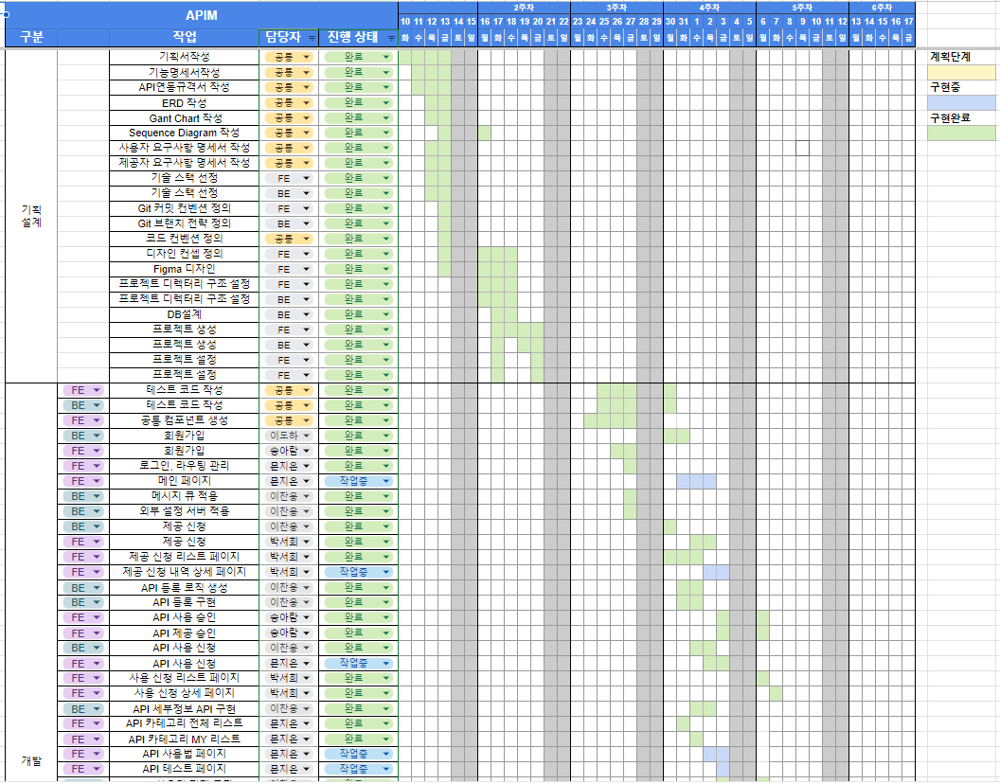 APIM 2주차 3주차 4주차 5주차 6주차
10 11 12 13 14 15 16 17 18 19 20 21 22 23 24 25 26 27 28 29 30 31 1 2 3 4 5 6 7 8 9 10 11 12 13 14 15 16 17
구분 작업 담당자 진행 상태 화 수 목 금 토 일 월 화 수 목 금 토 일 월 화 수 목 금 토 일 월 화 수 목 금 토 일 월 화 수 목 금 토 일 월 화 수 목 금
기획서작성 공통 완료 계획단계
기능명세서작성 공통 완료
API연동규격서 작성 공통 완료 구현중
ERD 작성 공통 완료
Gant Chart 작성 공통 완료 구현완료
Sequence Diagram 작성 공통 완료
사용자 요구사항 명세서 작성 공통 완료
제공자 요구사항 명세서 작성 공통 완료
기술 스택 선정 FE 완료
기술 스택 선정 BE 완료
기획
설계
Git 커밋 컨벤션 정의 FE 완료
Git 브랜치 전략 정의 BE 완료
코드 컨벤션 정의 공통 완료
디자인 컨셉 정의 FE 완료
Figma 디자인 FE 완료
프로젝트 디렉터리 구조 설정 FE 완료
프로젝트 디렉터리 구조 설정 BE 완료
DB설계 BE 완료
프로젝트 생성 FE 완료
프로젝트 생성 BE 완료
프로젝트 설정 FE 완료
프로젝트 설정 FE 완료
FE 테스트 코드 작성 공통 완료
BE 테스트 코드 작성 공통 완료
FE 공통 컴포넌트 생성 공통 완료
BE 회원가입 이도하 완료
FE 회원가입 송아람 완료
FE 로그인, 라우팅 관리 문지은 완료
FE 메인 페이지 문지은 작업중
BE 메시지 큐 적용 이찬웅 완료
BE 외부 설정 서버 적용 이찬웅 완료
BE 제공 신청 이찬웅 완료
FE 제공 신청 박서희 완료
FE 제공 신청 리스트 페이지 박서희 완료
FE 제공 신청 내역 상세 페이지 박서희 작업중
BE API 등록 로직 생성 이찬웅 완료
BE API 등록 구현 이찬웅 완료
FE API 사용 승인 송아람 완료
FE API 제공 승인 송아람 완료
BE API 사용 신청 이찬웅 완료
FE API 사용 신청 문지은 작업중
FE 사용 신청 리스트 페이지 박서희 완료
FE 사용 신청 상세 페이지 박서희 완료
BE API 세부정보 API 구현 이찬웅 완료
FE API 카테고리 전체 리스트 문지은 완료
FE API 카테고리 MY 리스트 문지은 완료
개발
FE API 사용법 페이지 문지은 작업중
FE API 테스트 페이지 문지은 작업중